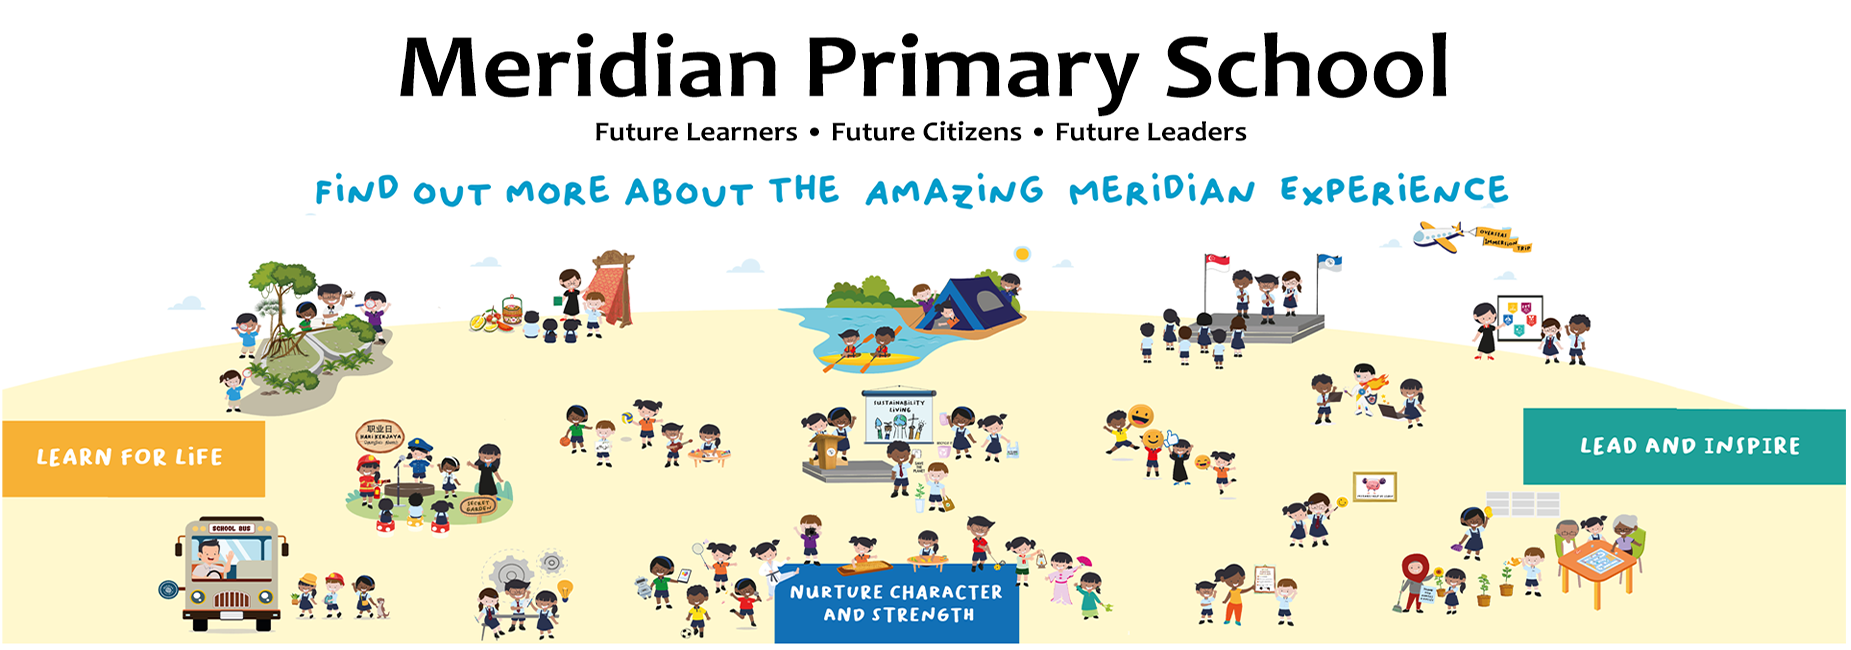 Meridian Primary School
Future Learners • Future Citizens • Future Leaders
FIND OUT MORE ABOUT THE AMAZING MERIDIAN EXPERIENCE
OVERSEAS
IMMERSION TRIP
SUSTAINABILITY
LIVING
职业日
HARI KERJAYA
LEARN FOR LIFE
LEAD AND INSPIRE
SECRET
GARDEN
SCHOOL BUS
NURTURE CHARACTER
AND STRENGTH